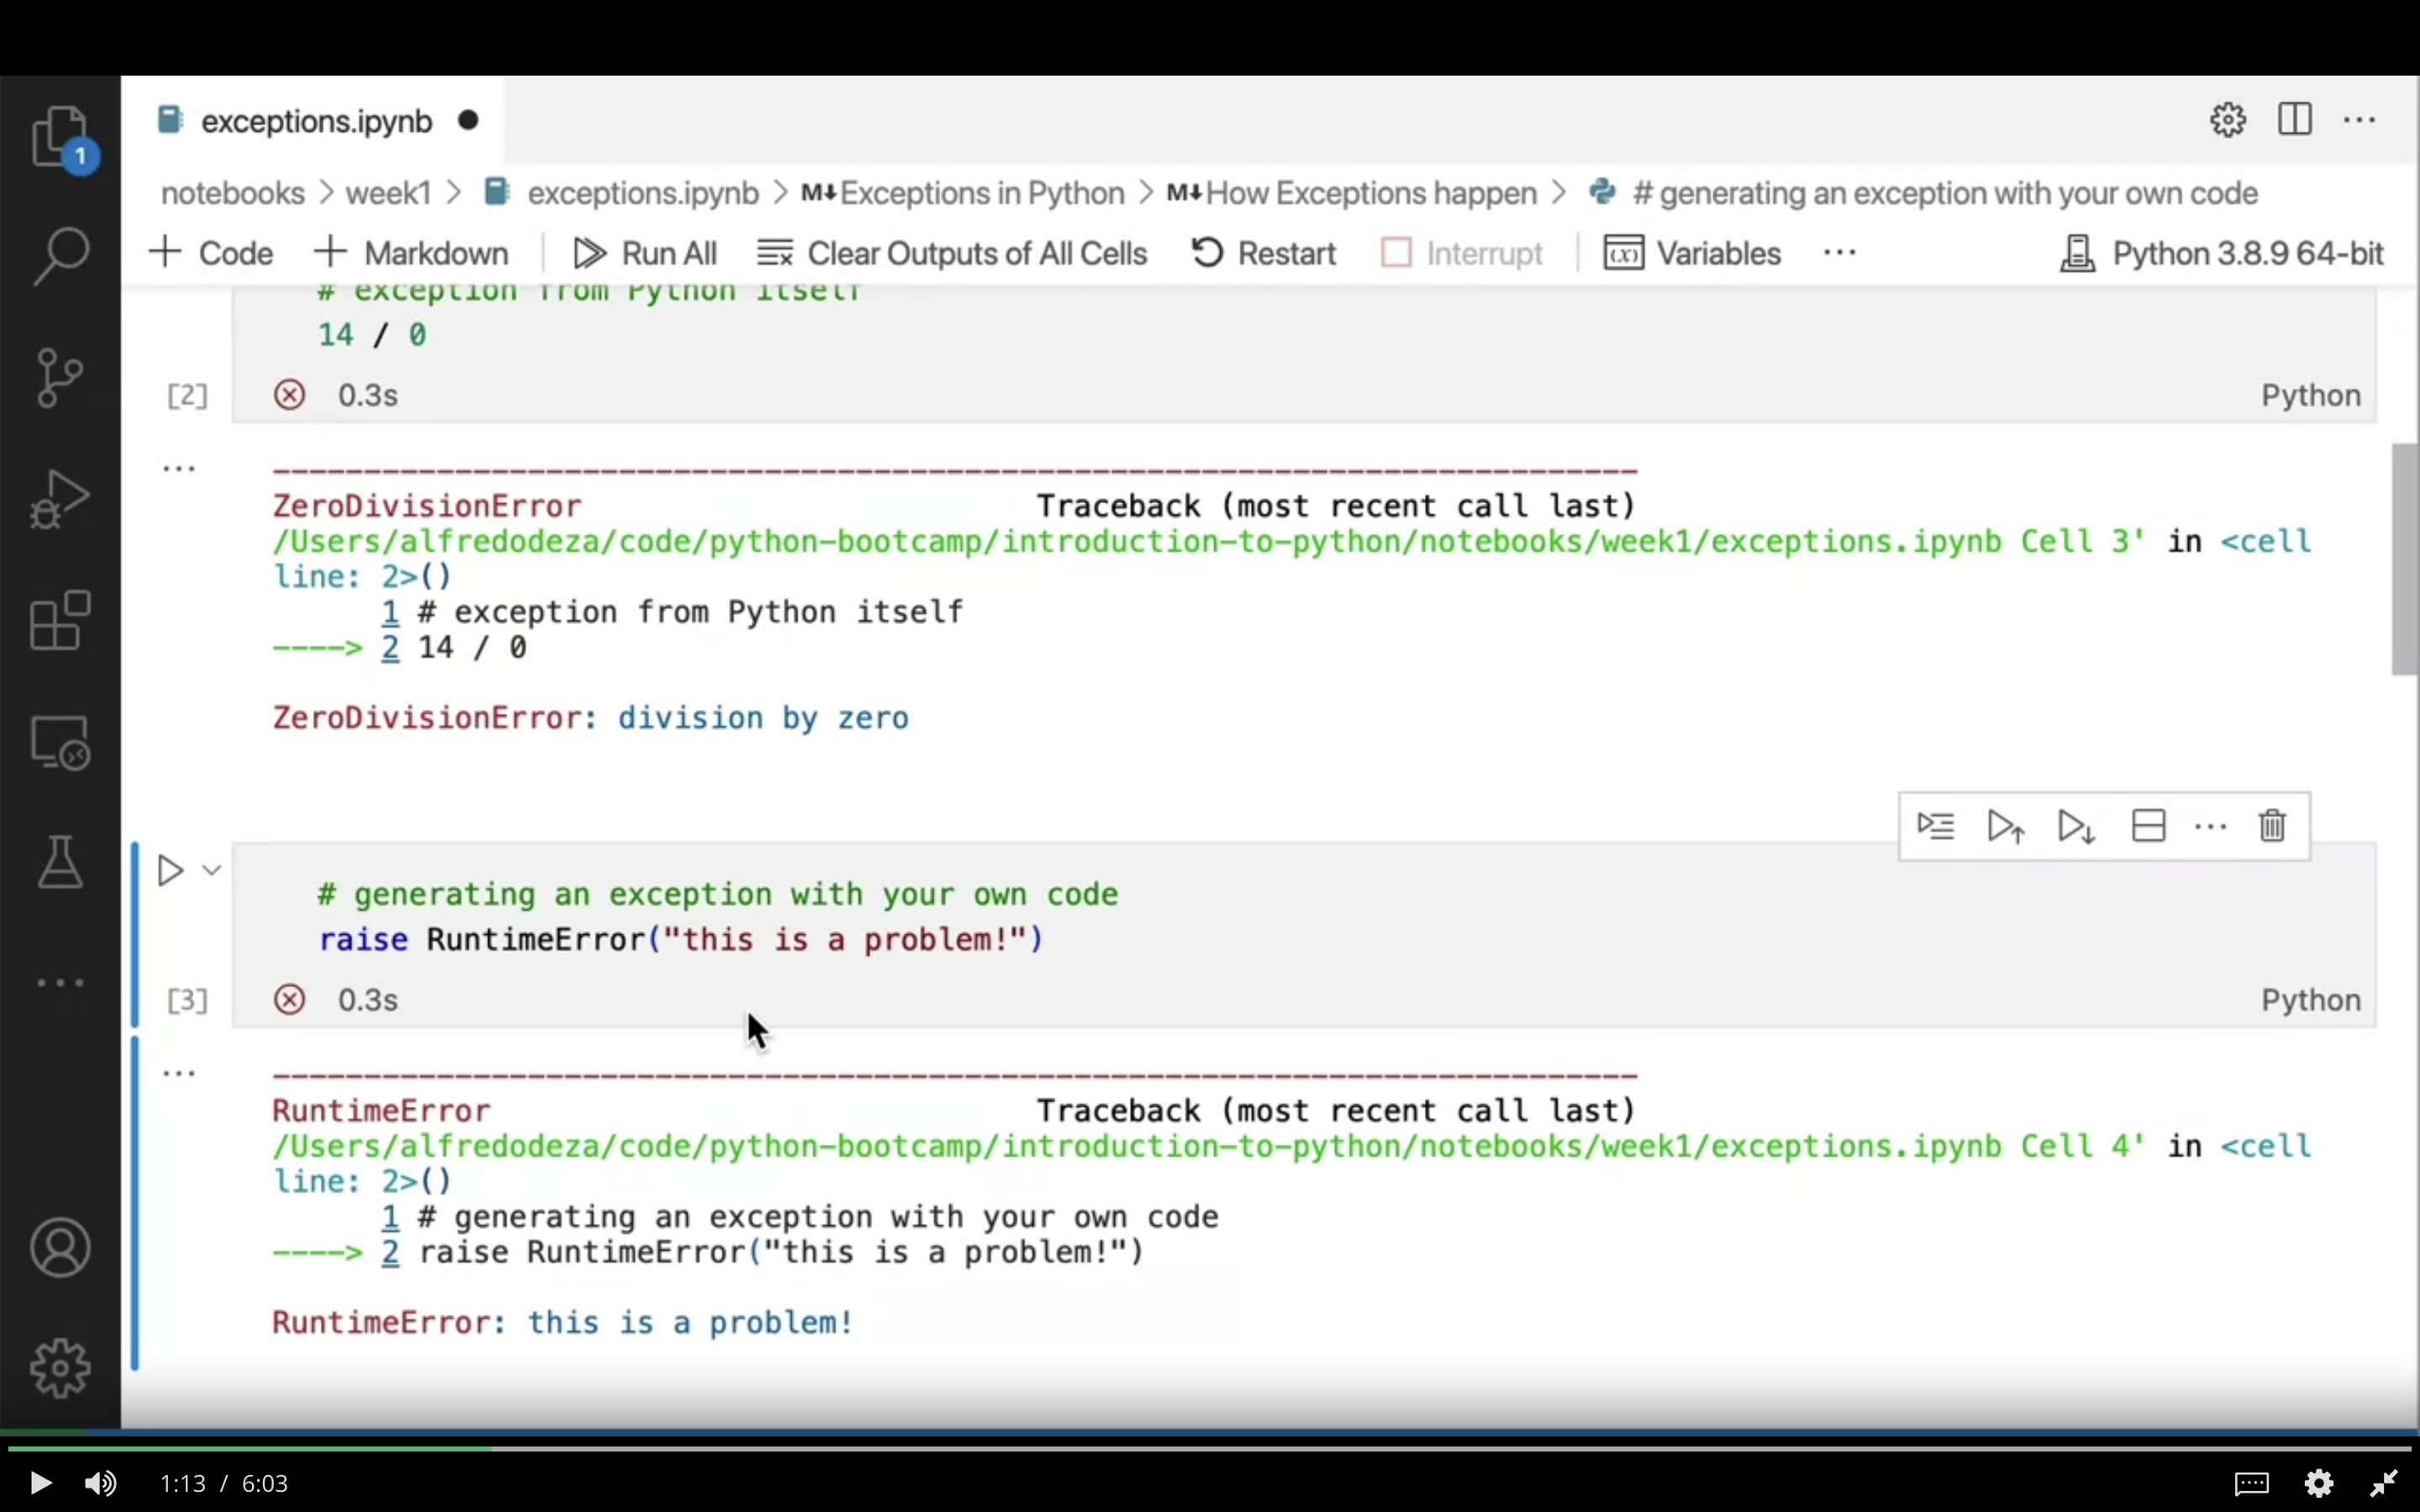 exceptions.ipynb
1
notebooks > week1 > exceptions.ipynb > M↓Exceptions in Python > M↓How Exceptions happen > # generating an exception with your own code
+ Code + Markdown Run All Clear Outputs of All Cells Restart Interrupt (x) Variables ... Python 3.8.9 64-bit
# exception from Python itself
14 / 0
[2] 0.3s Python
...
--------------------------------------------------------------------------
ZeroDivisionError Traceback (most recent call last)
/Users/alfredodeza/code/python-bootcamp/introduction-to-python/notebooks/week1/exceptions.ipynb Cell 3' in <cell
line: 2>()
1 # exception from Python itself
----> 2 14 / 0
ZeroDivisionError: division by zero
# generating an exception with your own code
raise RuntimeError("this is a problem!")
[3] 0.3s Python
...
--------------------------------------------------------------------------
RuntimeError Traceback (most recent call last)
/Users/alfredodeza/code/python-bootcamp/introduction-to-python/notebooks/week1/exceptions.ipynb Cell 4' in <cell
line: 2>()
1 # generating an exception with your own code
----> 2 raise RuntimeError("this is a problem!")
RuntimeError: this is a problem!
1:13 / 6:03